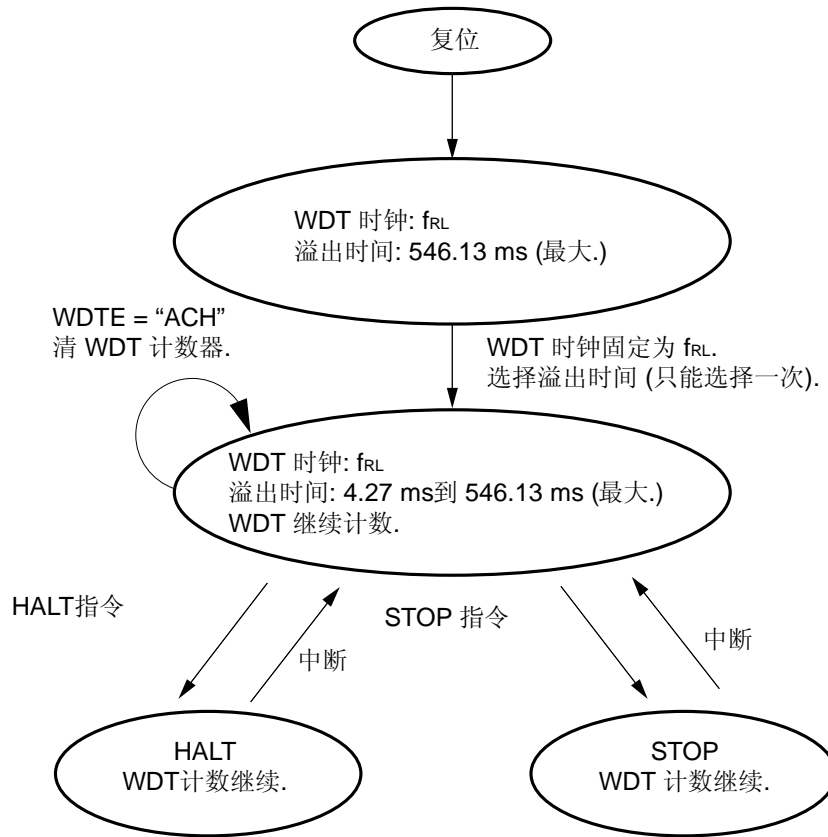 复位
WDT 时钟: fRL
溢出时间: 546.13 ms (最大.)
WDTE = “ACH”
清 WDT 计数器.
WDT 时钟固定为 fRL.
选择溢出时间 (只能选择一次).
WDT 时钟: fRL
溢出时间: 4.27 ms到 546.13 ms (最大.)
WDT 继续计数.
HALT指令
中断
STOP 指令
中断
HALT
WDT计数继续.
STOP
WDT 计数继续.